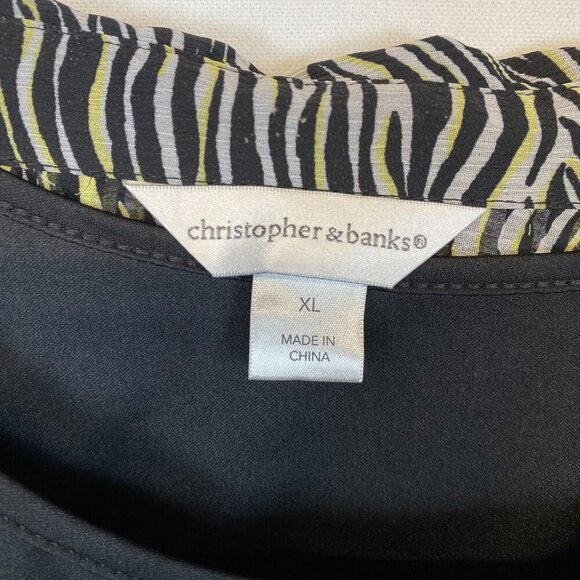 christopher & banks®
XL
MADE IN
CHINA